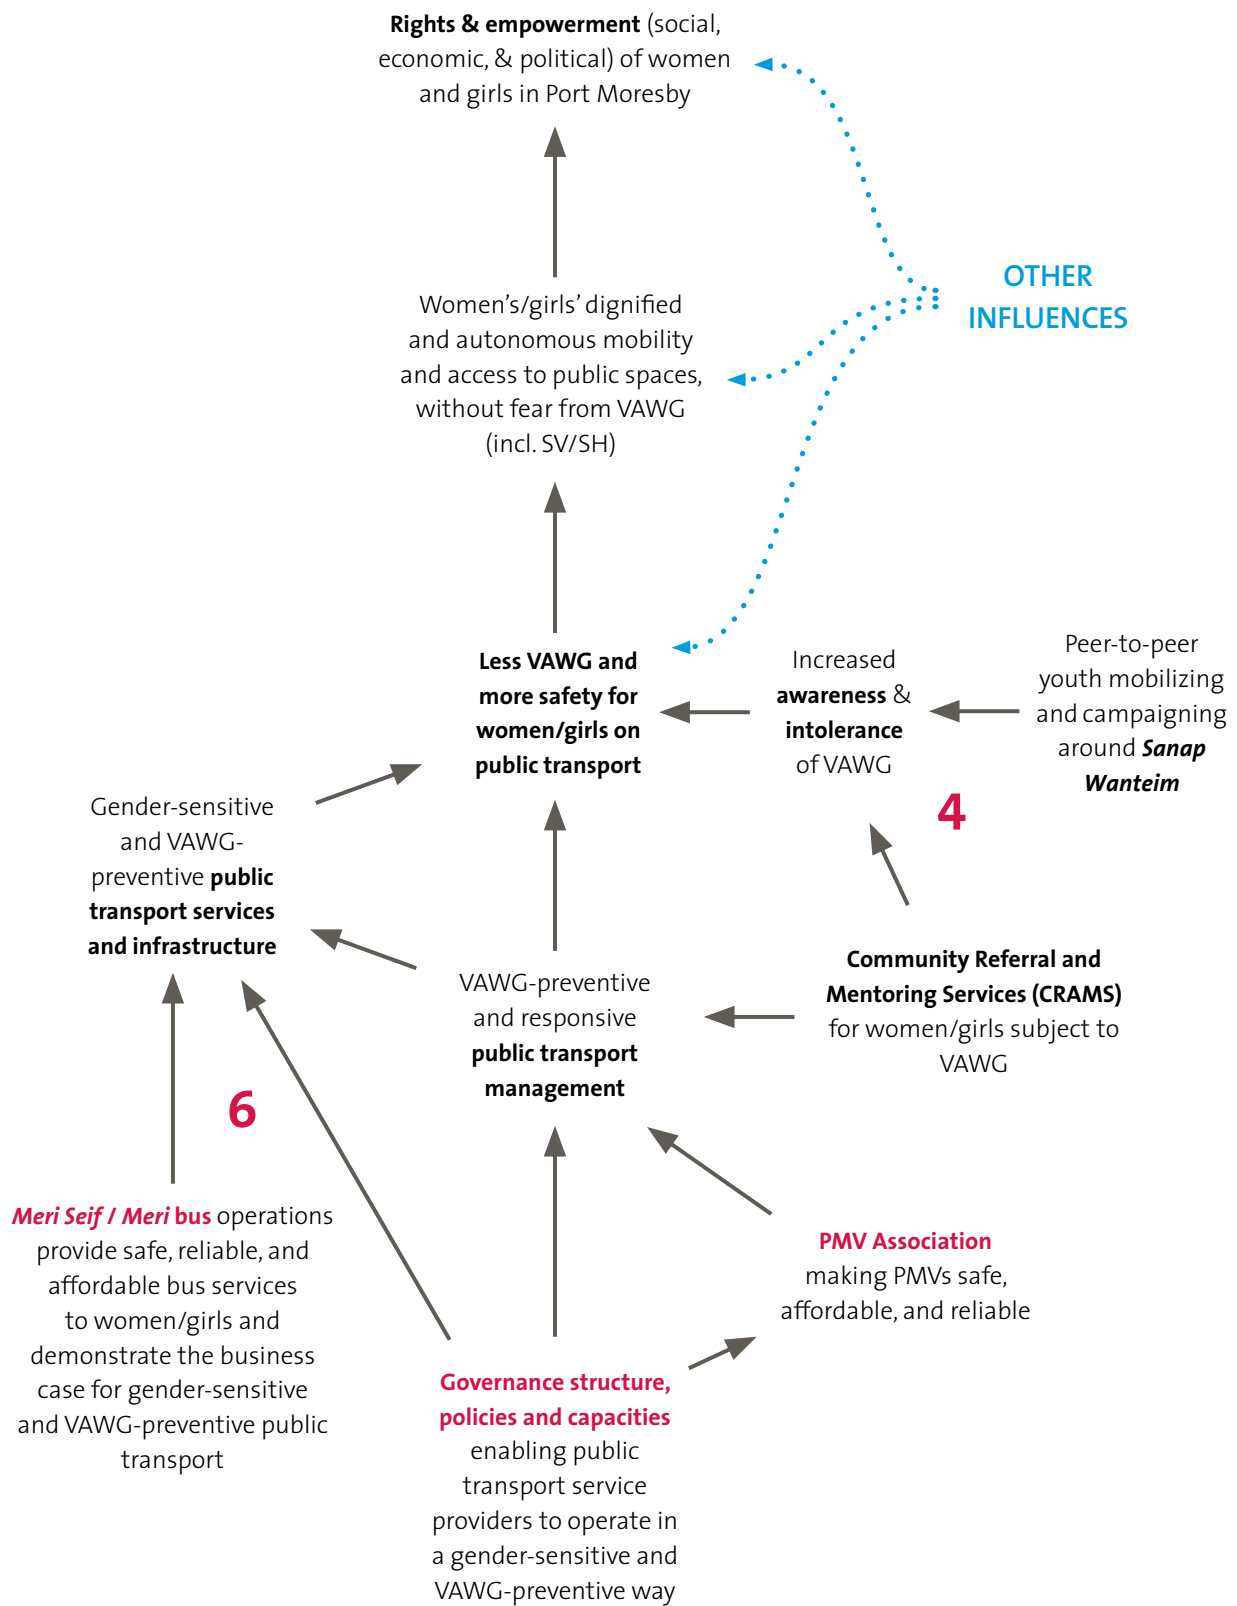 Rights & empowerment (social,
economic, & political) of women
and girls in Port Moresby
OTHER
INFLUENCES
Women's/girls' dignified
and autonomous mobility
and access to public spaces,
without fear from VAWG
(incl. SV/SH)
Less VAWG and
more safety for
women/girls on
public transport
Increased
awareness &
intolerance
of VAWG
Peer-to-peer
youth mobilizing
and campaigning
around Sanap
Wanteim
4
Gender-sensitive
and VAWG-
preventive public
transport services
and infrastructure
VAWG-preventive
and responsive
public transport
management
Community Referral and
Mentoring Services (CRAMS)
for women/girls subject to
VAWG
6
Meri Seif / Meri bus operations
provide safe, reliable, and
affordable bus services
to women/girls and
demonstrate the business
case for gender-sensitive
and VAWG-preventive public
transport
PMV Association
making PMVs safe,
affordable, and reliable
Governance structure,
policies and capacities
enabling public
transport service
providers to operate in
a gender-sensitive and
VAWG-preventive way